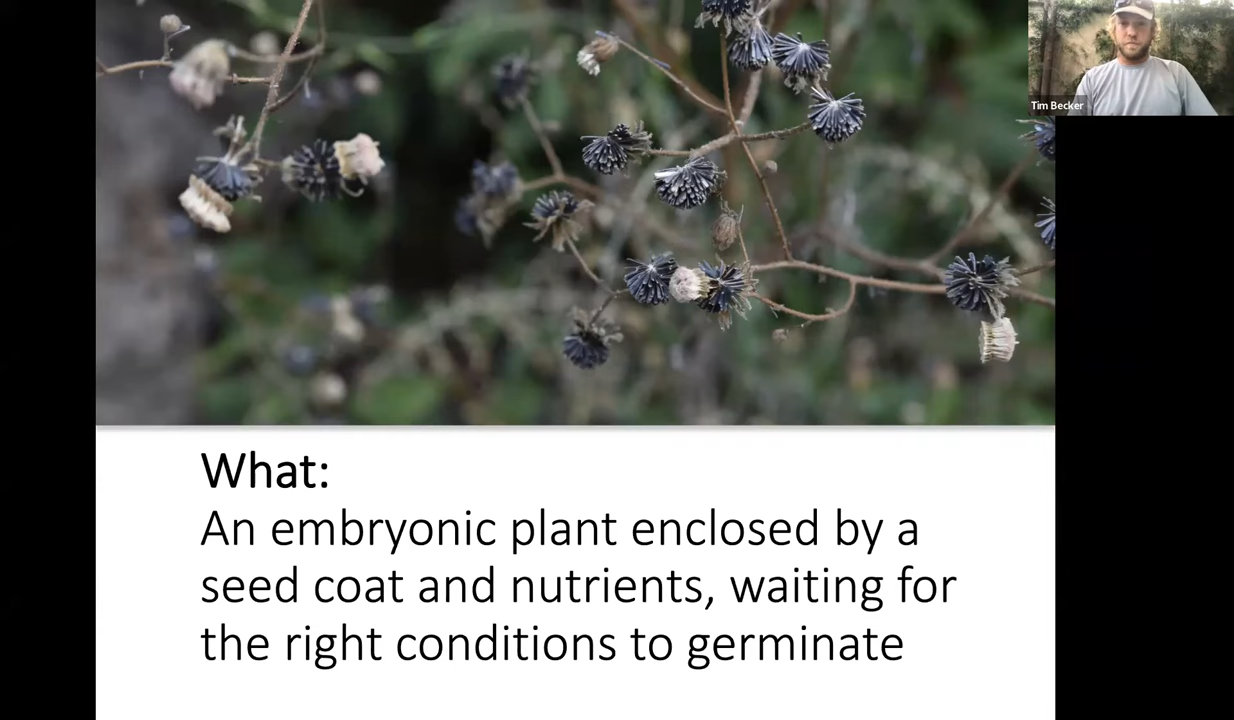 Tim Becker
What:
An embryonic plant enclosed by a
seed coat and nutrients, waiting for
the right conditions to germinate